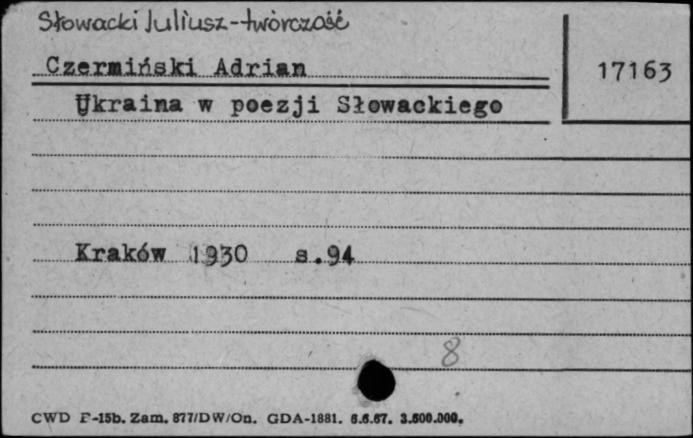 Słowacki Juliusz-twórczość
Czermiński Adrian
17163
Ukraina w poezji Słowackiego
Kraków 1930 s.94
8
CWD F-15b. Zam. 877/DW/On. GDA-1881. 6.6.67. 3.500.000.